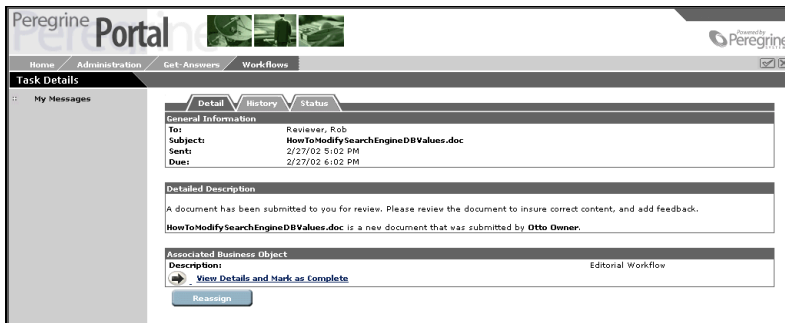 Peregrine Portal
Powered by
Peregrine
Home Administration Get-Answers Workflows
Task Details
My Messages
Detail History Status
General Information
To: Reviewer, Rob
Subject: HowToModifySearchEngineDBValues.doc
Sent: 2/27/02 5:02 PM
Due: 2/27/02 6:02 PM
Detailed Description
A document has been submitted to you for review. Please review the document to insure correct content, and add feedback.
HowToModifySearchEngineDBValues.doc is a new document that was submitted by Otto Owner.
Associated Business Object
Description: Editorial Workflow
View Details and Mark as Complete
Reassign